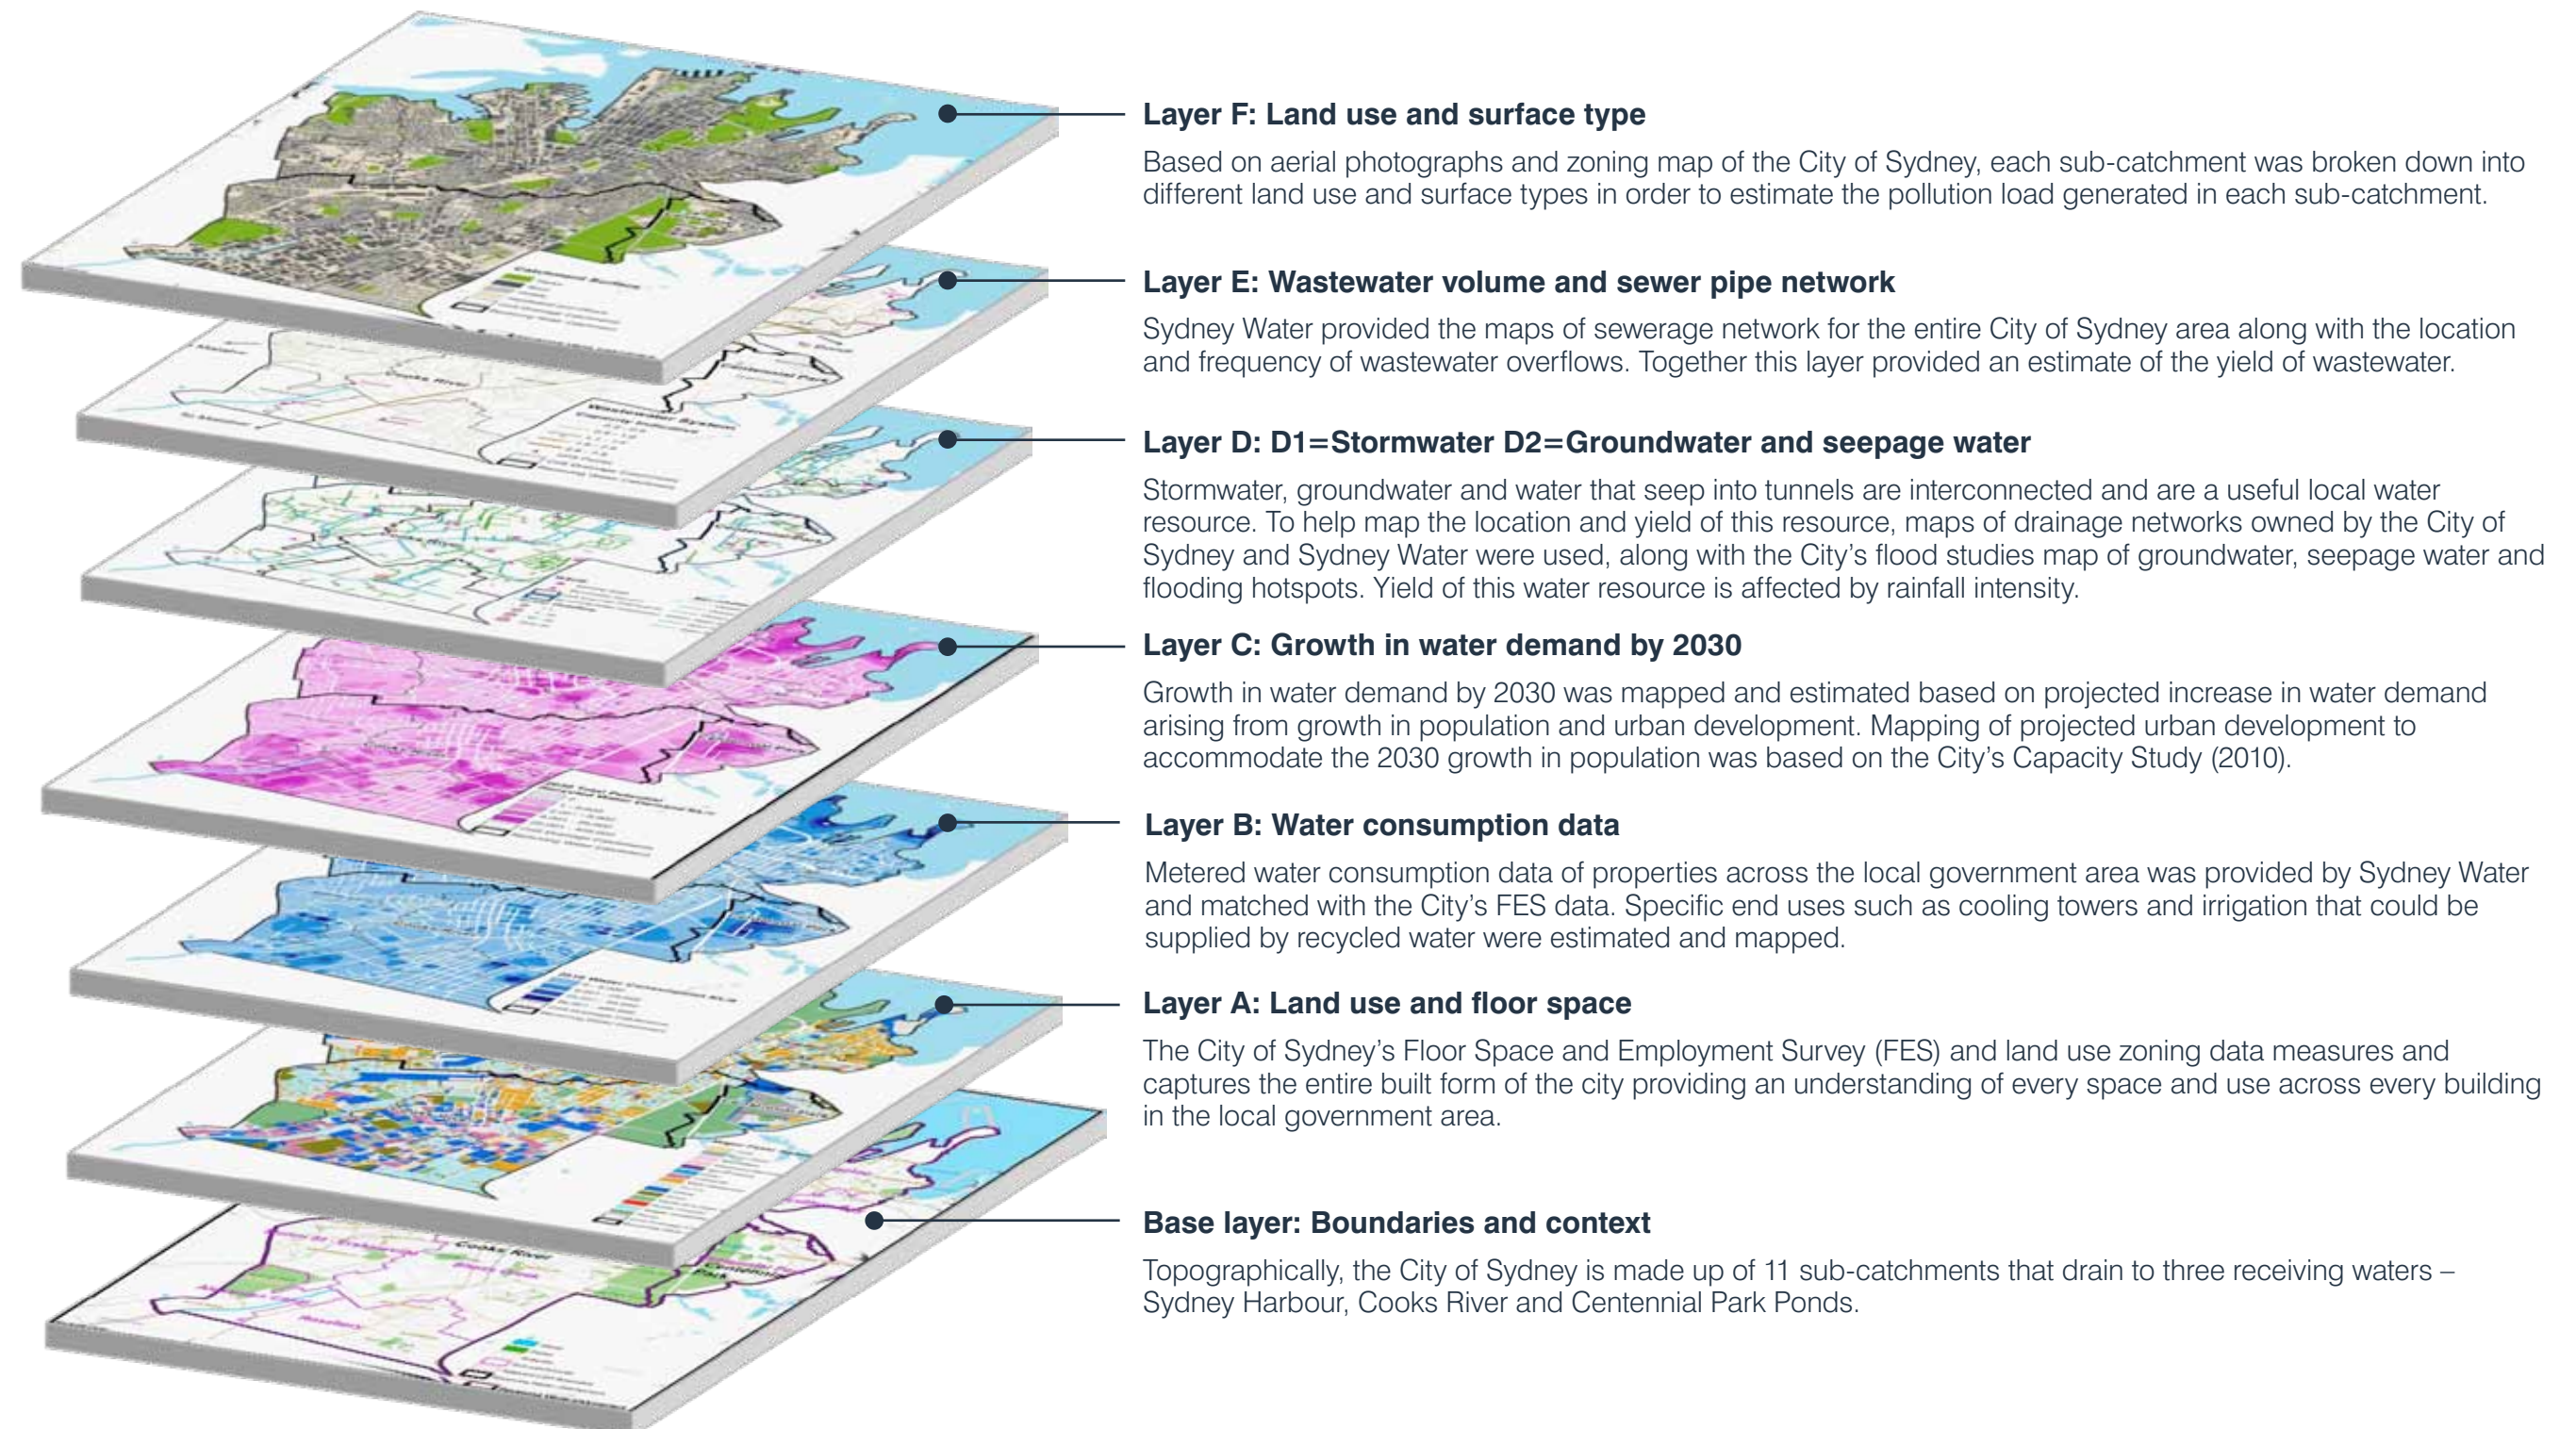 Layer F: Land use and surface type
Based on aerial photographs and zoning map of the City of Sydney, each sub-catchment was broken down into
different land use and surface types in order to estimate the pollution load generated in each sub-catchment.
Layer E: Wastewater volume and sewer pipe network
Sydney Water provided the maps of sewerage network for the entire City of Sydney area along with the location
and frequency of wastewater overflows. Together this layer provided an estimate of the yield of wastewater.
Layer D: D1=Stormwater D2=Groundwater and seepage water
Stormwater, groundwater and water that seep into tunnels are interconnected and are a useful local water
resource. To help map the location and yield of this resource, maps of drainage networks owned by the City of
Sydney and Sydney Water were used, along with the City's flood studies map of groundwater, seepage water and
flooding hotspots. Yield of this water resource is affected by rainfall intensity.
Layer C: Growth in water demand by 2030
Growth in water demand by 2030 was mapped and estimated based on projected increase in water demand
arising from growth in population and urban development. Mapping of projected urban development to
accommodate the 2030 growth in population was based on the City's Capacity Study (2010).
Layer B: Water consumption data
Metered water consumption data of properties across the local government area was provided by Sydney Water
and matched with the City's FES data. Specific end uses such as cooling towers and irrigation that could be
supplied by recycled water were estimated and mapped.
Layer A: Land use and floor space
The City of Sydney's Floor Space and Employment Survey (FES) and land use zoning data measures and
captures the entire built form of the city providing an understanding of every space and use across every building
in the local government area.
Base layer: Boundaries and context
Topographically, the City of Sydney is made up of 11 sub-catchments that drain to three receiving waters –
Sydney Harbour, Cooks River and Centennial Park Ponds.
Wastewater System
Cooks River
Centennial
Park